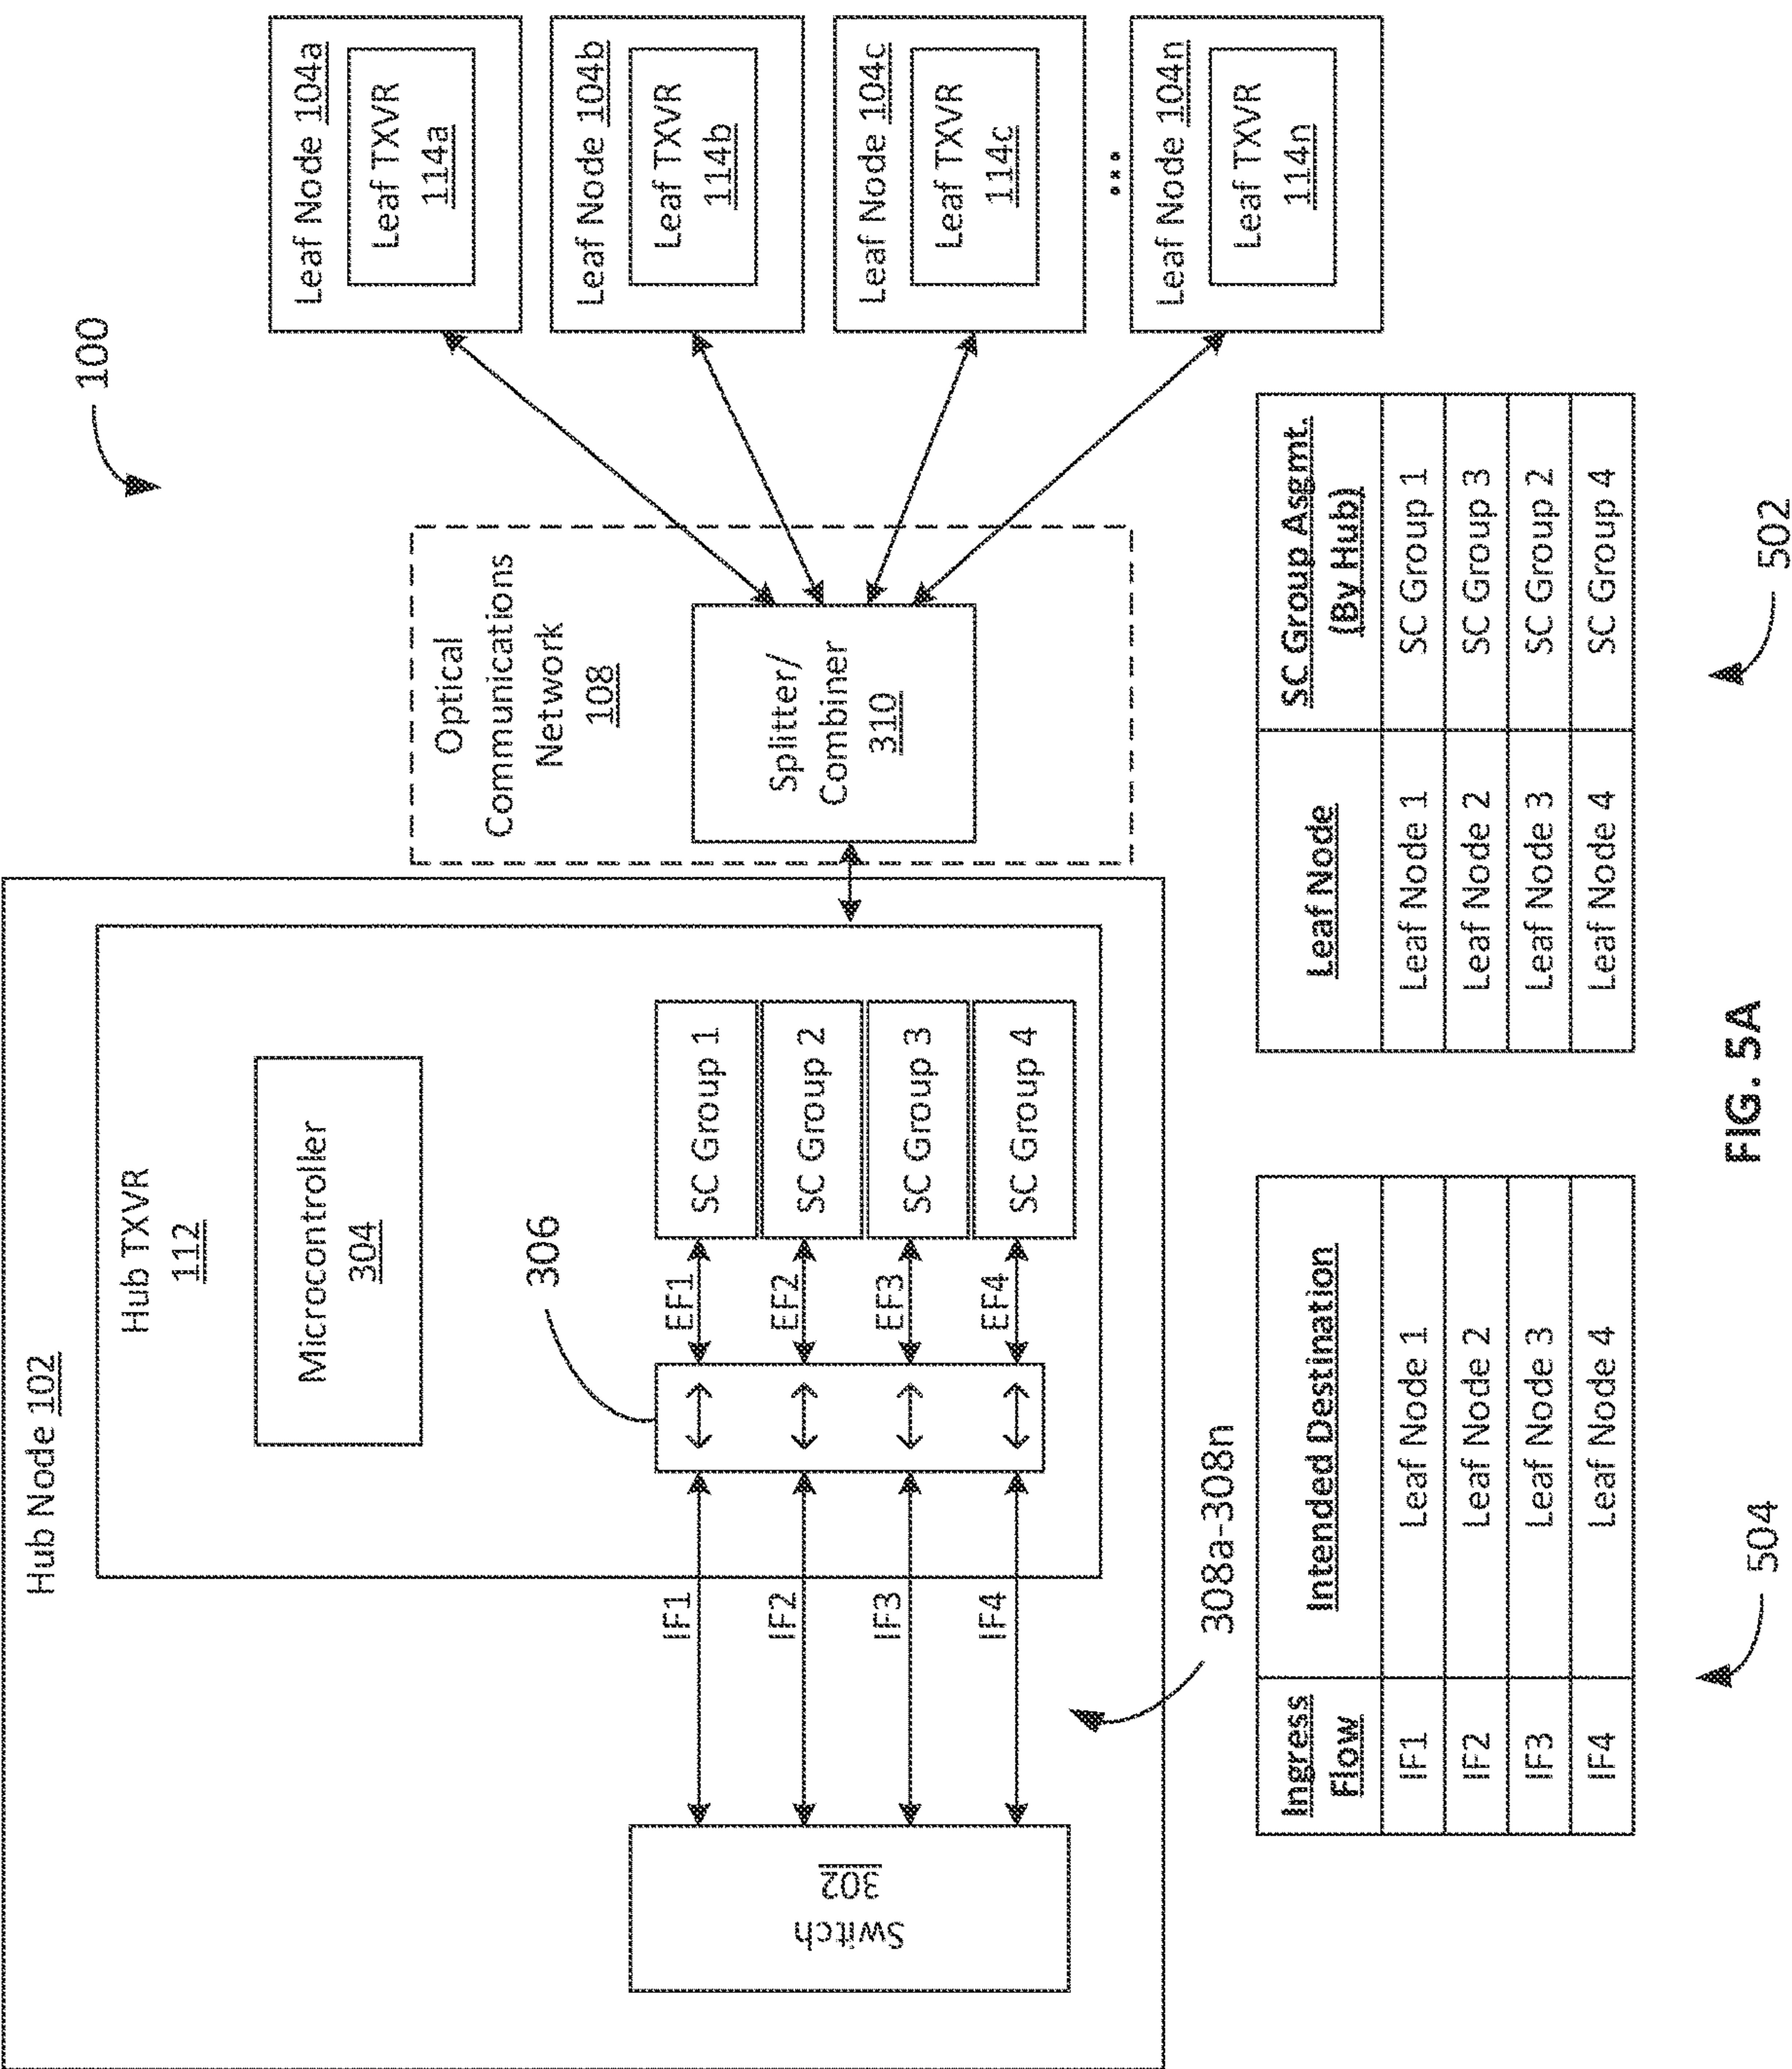 100
Hub Node 102
Hub TXVR
112
Microcontroller
304
306
IF1
IF2
IF3
IF4
EF1
EF2
EF3
EF4
SC Group 1
SC Group 2
SC Group 3
SC Group 4
Switch
302
308a-308n
Optical
Communications
Network
108
Splitter/
Combiner
310
Leaf Node 104a
Leaf TXVR
114a
Leaf Node 104b
Leaf TXVR
114b
Leaf Node 104c
Leaf TXVR
114c
...
Leaf Node 104n
Leaf TXVR
114n
Ingress
Flow
Intended Destination
IF1 Leaf Node 1
IF2 Leaf Node 2
IF3 Leaf Node 3
IF4 Leaf Node 4
504
Leaf Node
SC Group Asgmt.
(By Hub)
Leaf Node 1 SC Group 1
Leaf Node 2 SC Group 3
Leaf Node 3 SC Group 2
Leaf Node 4 SC Group 4
502
FIG. 5A